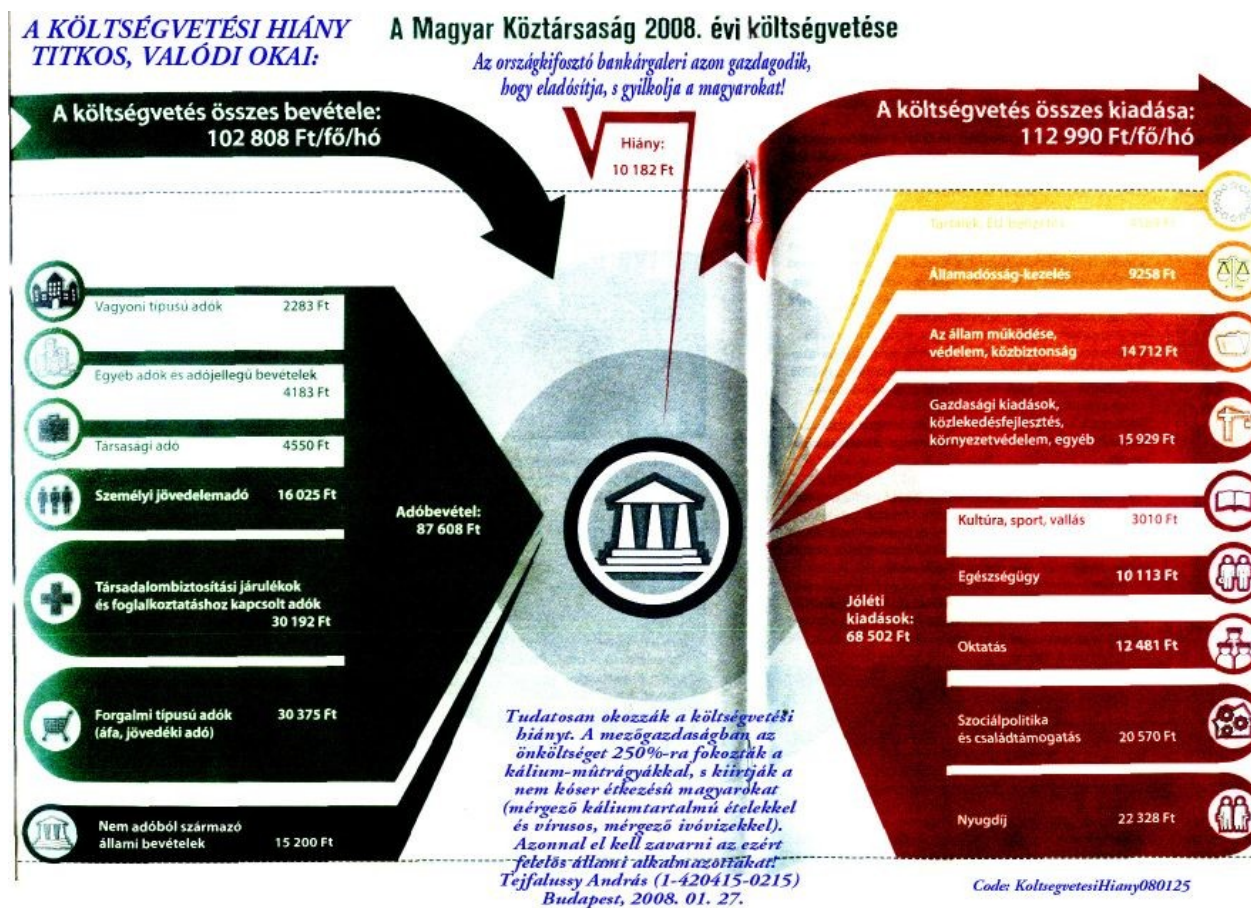 A KÖLTSÉGVETÉSI HIÁNY
TITKOS, VALÓDI OKAI:
A Magyar Köztársaság 2008. évi költségvetése
Az országkifosztó bankárgaleri azon gazdagodik,
hogy eladósítja, s gyilkolja a magyarokat!
A költségvetés összes bevétele:
102 808 Ft/fő/hó
Hiány:
10 182 Ft
A költségvetés összes kiadása:
112 990 Ft/fő/hó
Vagyoni típusú adók 2283 Ft
Egyéb adók és adójellegű bevételek
4183 Ft
Társasági adó 4550 Ft
Személyi jövedelemadó 16 025 Ft
Társadalombiztosítási járulékok
és foglalkoztatáshoz kapcsolt adók
30 192 Ft
Forgalmi típusú adók 30 375 Ft
(áfa, jövedéki adó)
Nem adóból származó
állami bevételek 15 200 Ft
Adóbevétel:
87 608 Ft
Tartalék, EU-befizetés
Államadósság-kezelés 9258 Ft
Az állam működése,
védelem, közbiztonság 14 712 Ft
Gazdasági kiadások,
közlekedésfejlesztés,
környezetvédelem, egyéb 15 929 Ft
Jóléti
kiadások:
68 502 Ft
Kultúra, sport, vallás 3010 Ft
Egészségügy 10 113 Ft
Oktatás 12 481 Ft
Szociálpolitika
és családtámogatás 20 570 Ft
Nyugdíj 22 328 Ft
Tudatosan okozzák a költségvetési
hiányt. A mezőgazdaságban az
önköltséget 250%-ra fokozták a
kálium-mûtrágyákkal, s kiirtják a
nem kóser étkezésû magyarokat
(mérgező káliumtartalmú ételekkel
és vírusos, mérgező ivóvizekkel).
Azonnal el kell zavarni az ezért
felelős állami alkalmazottakat!
Tejfalussy András (1-420415-0215)
Budapest, 2008. 01. 27.
Code: KoltsegvetesiHiany080125